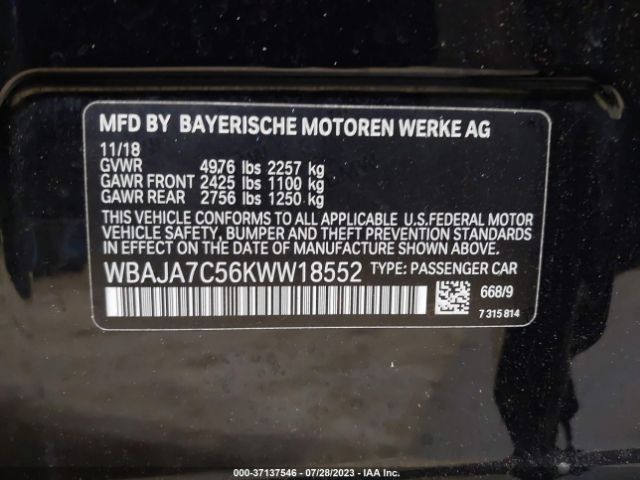 MFD BY BAYERISCHE MOTOREN WERKE AG
11/18
GVWR 4976 lbs 2257 kg
GAWR FRONT 2425 lbs 1100 kg
GAWR REAR 2756 lbs 1250 kg
THIS VEHICLE CONFORMS TO ALL APPLICABLE U.S.FEDERAL MOTOR
VEHICLE SAFETY, BUMPER AND THEFT PREVENTION STANDARDS
IN EFFECT ON THE DATE OF MANUFACTURE SHOWN ABOVE.
WBAJA7C56KWW18552 TYPE: PASSENGER CAR
668/9
7 315 814
000-37137546 - 07/28/2023 - IAA Inc.